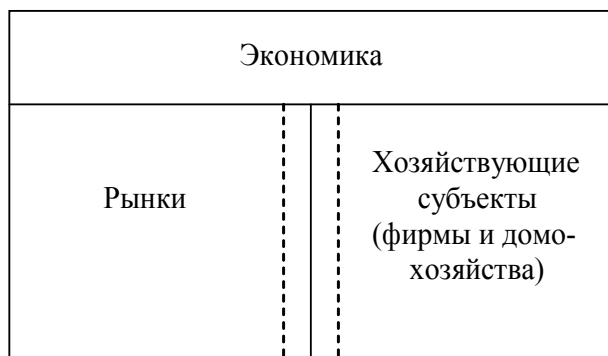 Экономика
Рынки
Хозяйствующие
субъекты
(фирмы и домо-
хозяйства)